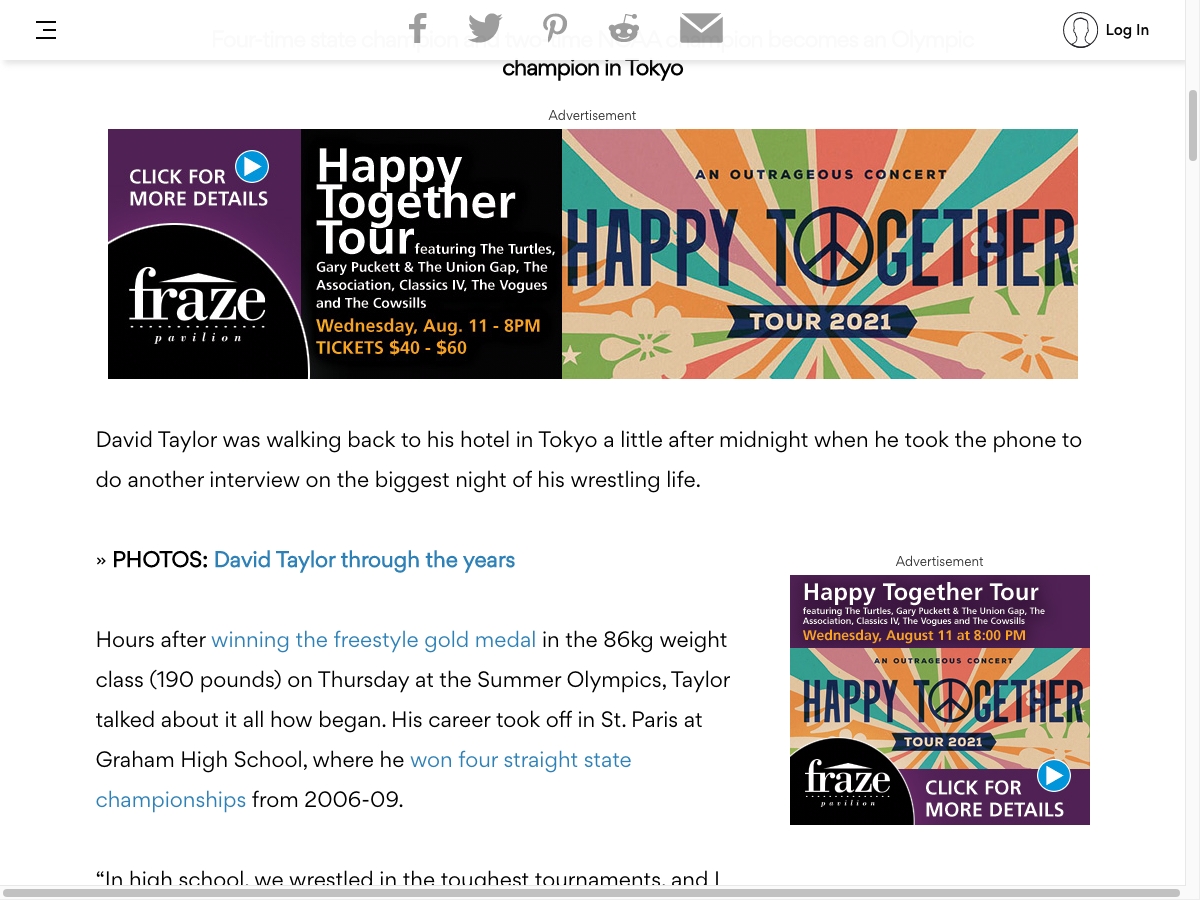 Log In
Four-time state champion and two-time NCAA champion becomes an Olympic
champion in Tokyo
Advertisement
CLICK FOR
MORE DETAILS
fraze
pavilion
Happy
Together
Tour featuring The Turtles,
Gary Puckett & The Union Gap, The
Association, Classics IV, The Vogues
and The Cowsills
Wednesday, Aug. 11 - 8PM
TICKETS $40 - $60
AN OUTRAGEOUS CONCERT
HAPPY TOGETHER
TOUR 2021
David Taylor was walking back to his hotel in Tokyo a little after midnight when he took the phone to
do another interview on the biggest night of his wrestling life.
» PHOTOS: David Taylor through the years
Hours after winning the freestyle gold medal in the 86kg weight
class (190 pounds) on Thursday at the Summer Olympics, Taylor
talked about it all how began. His career took off in St. Paris at
Graham High School, where he won four straight state
championships from 2006-09.
“In high school, we wrestled in the toughest tournaments, and I
Advertisement
Happy Together Tour
featuring The Turtles, Gary Puckett & The Union Gap, The
Association, Classics IV, The Vogues and The Cowsills
Wednesday, August 11 at 8:00 PM
AN OUTRAGEOUS CONCERT
HAPPY TOGETHER
TOUR 2021
fraze
pavilion
CLICK FOR
MORE DETAILS